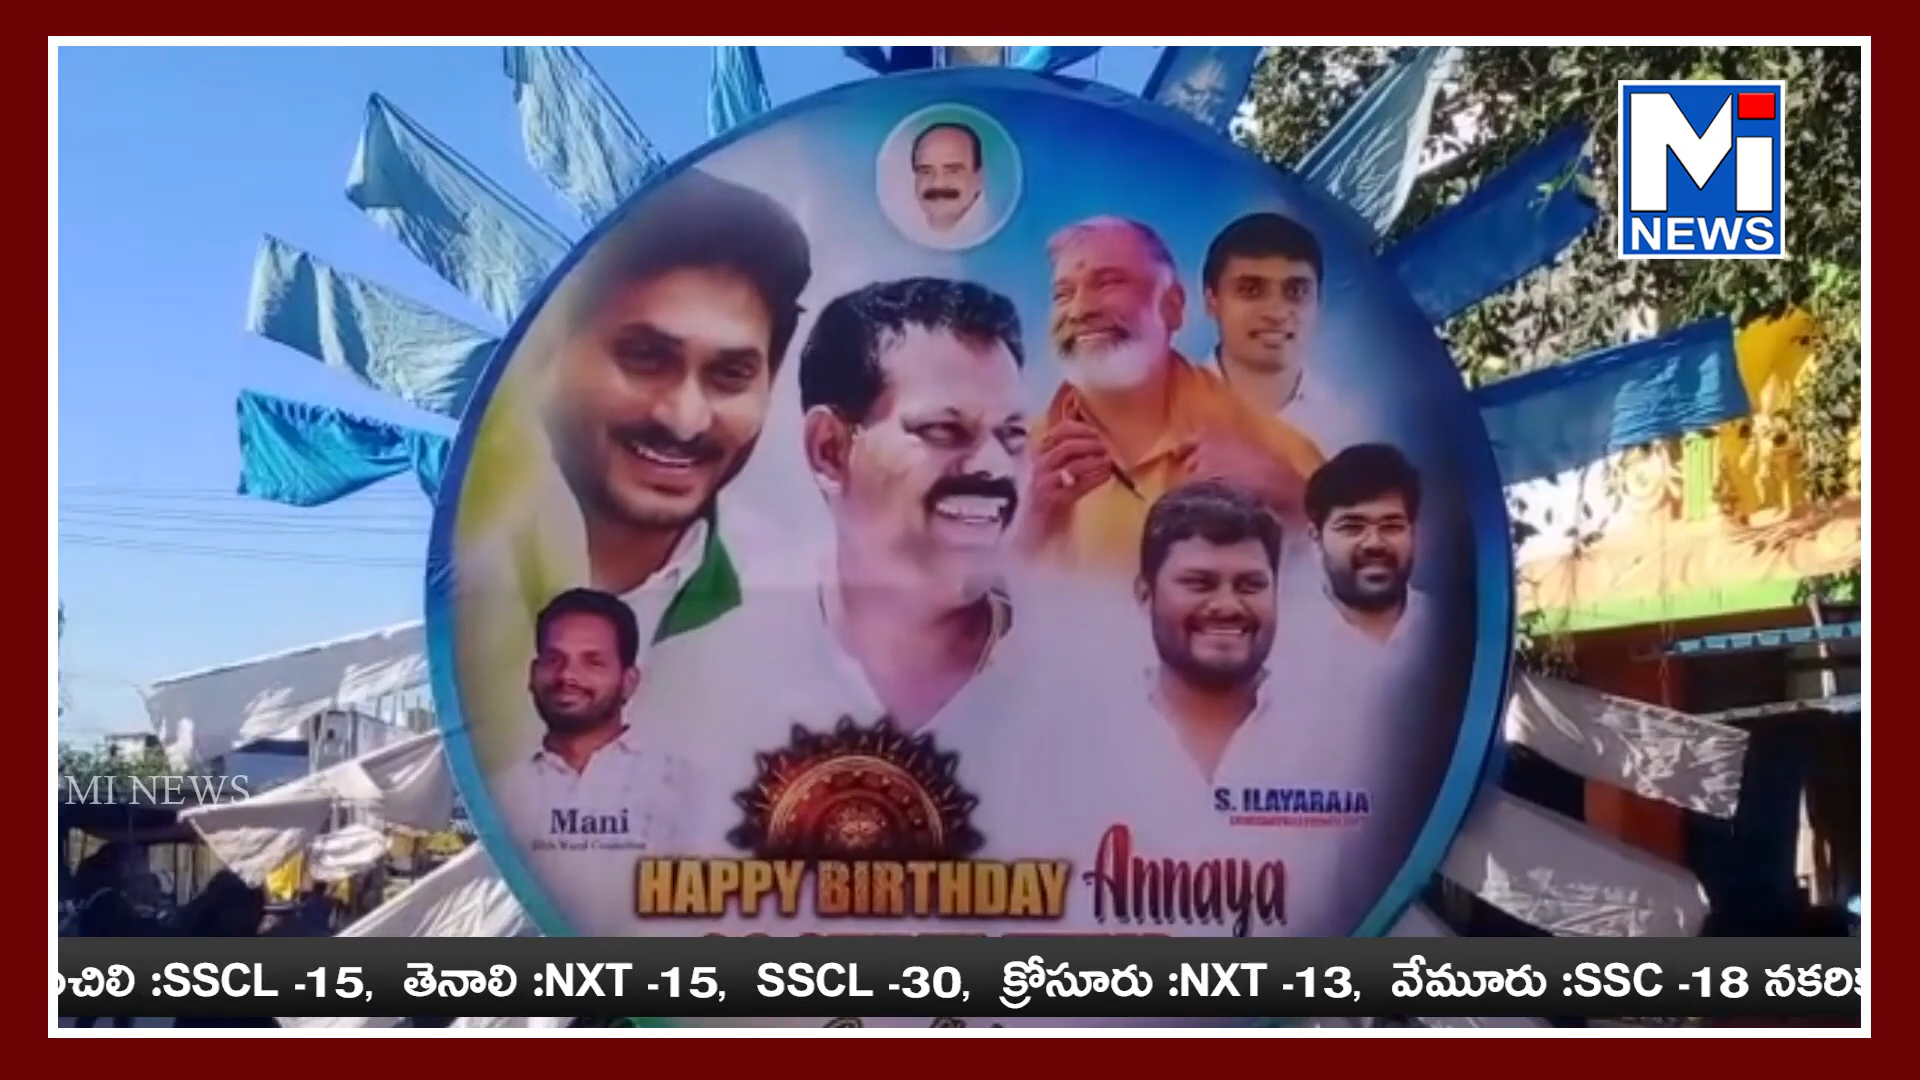 Mi
NEWS
MI NEWS
Mani
S. ILAYARAJA
HAPPY BIRTHDAY Annaya
చిలి :SSCL -15, తెనాలి :NXT -15, SSCL -30, క్రోసూరు :NXT -13, వేమూరు :SSC -18 నకరిక